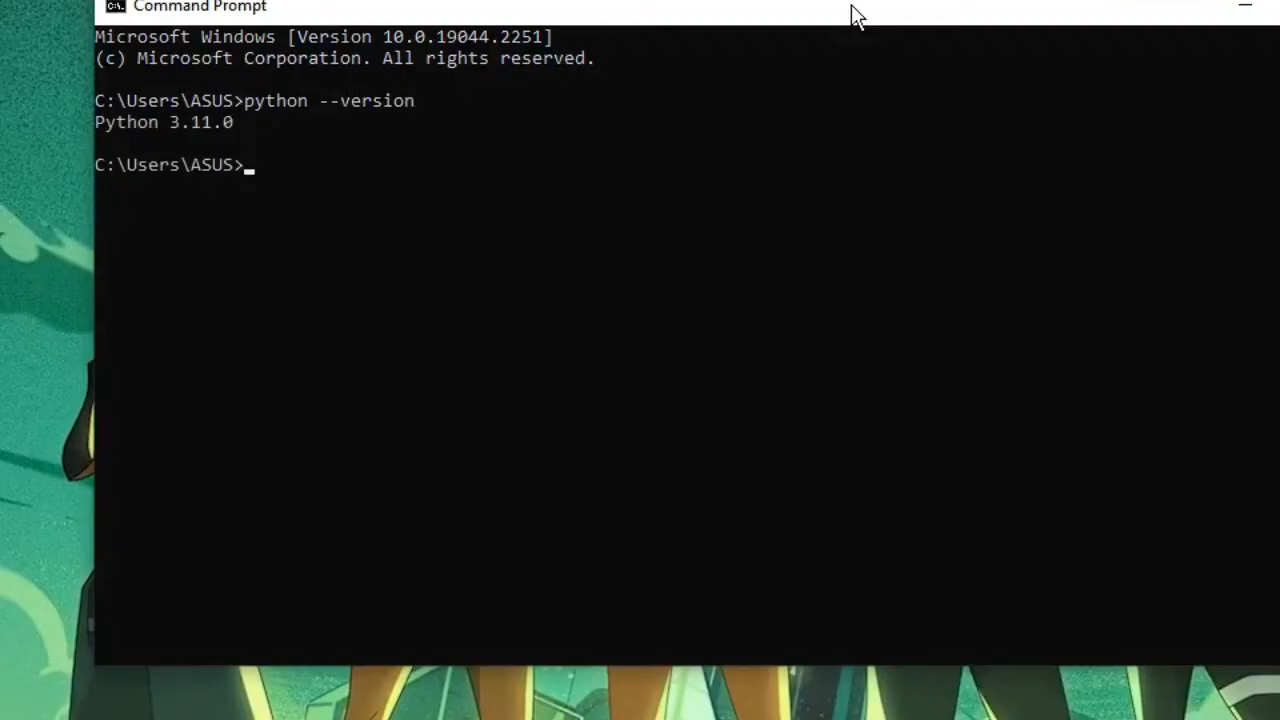 Command Prompt
Microsoft Windows [Version 10.0.19044.2251]
(c) Microsoft Corporation. All rights reserved.
C:\Users\ASUS>python --version
Python 3.11.0
C:\Users\ASUS>